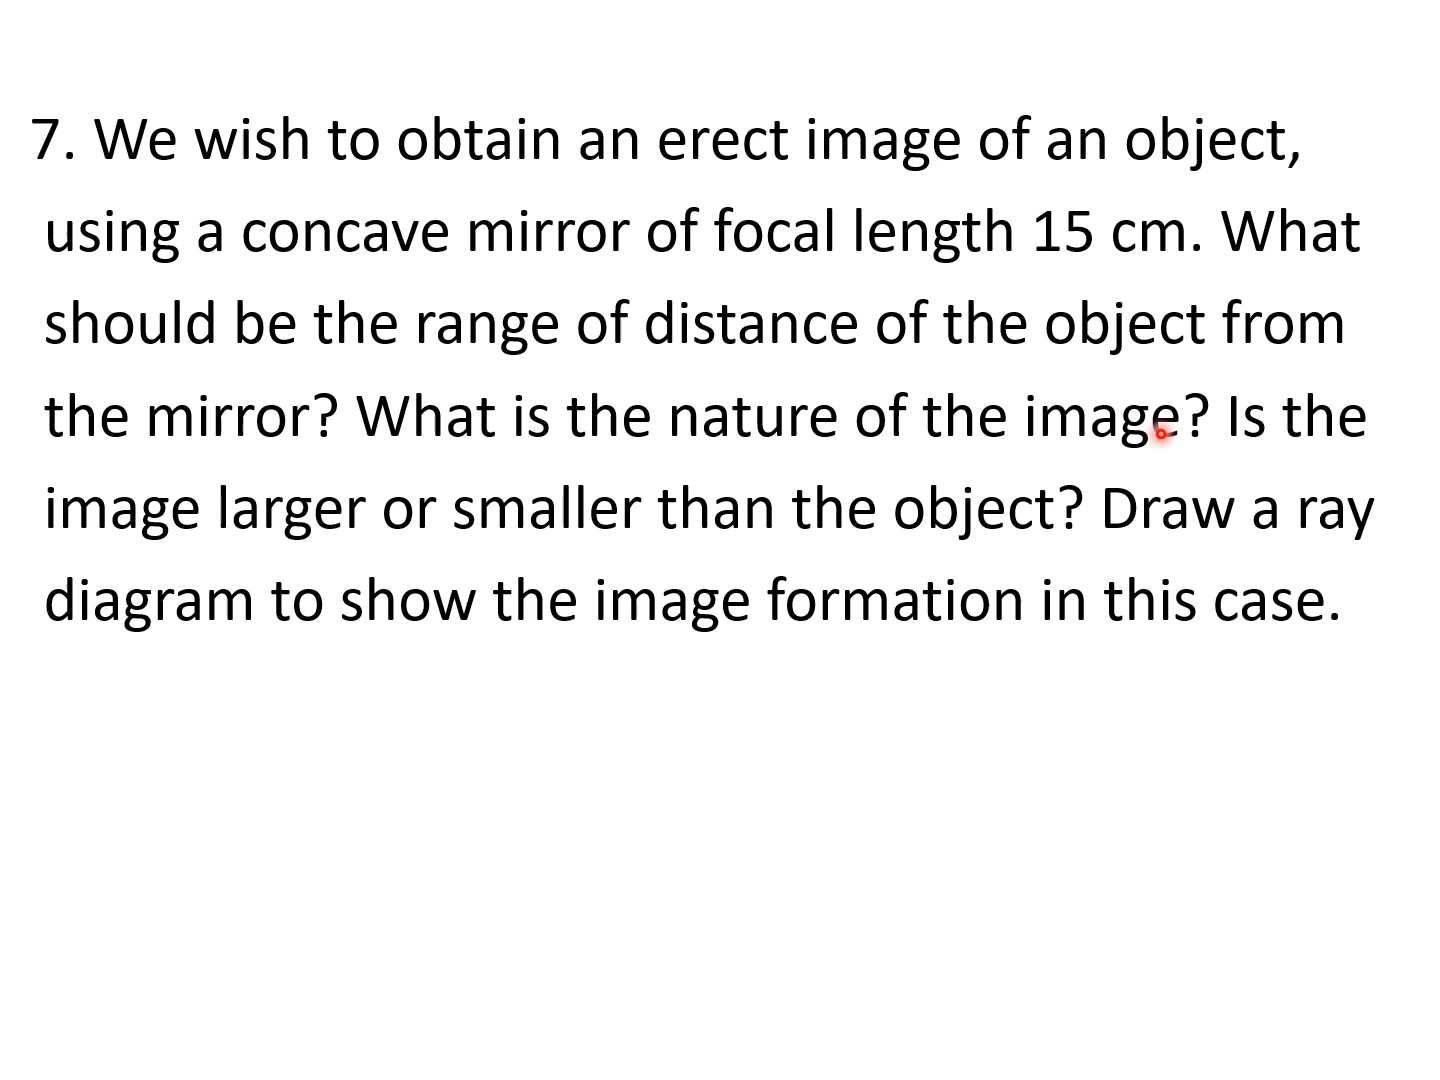 7. We wish to obtain an erect image of an object,
using a concave mirror of focal length 15 cm. What
should be the range of distance of the object from
the mirror? What is the nature of the image? Is the
image larger or smaller than the object? Draw a ray
diagram to show the image formation in this case.